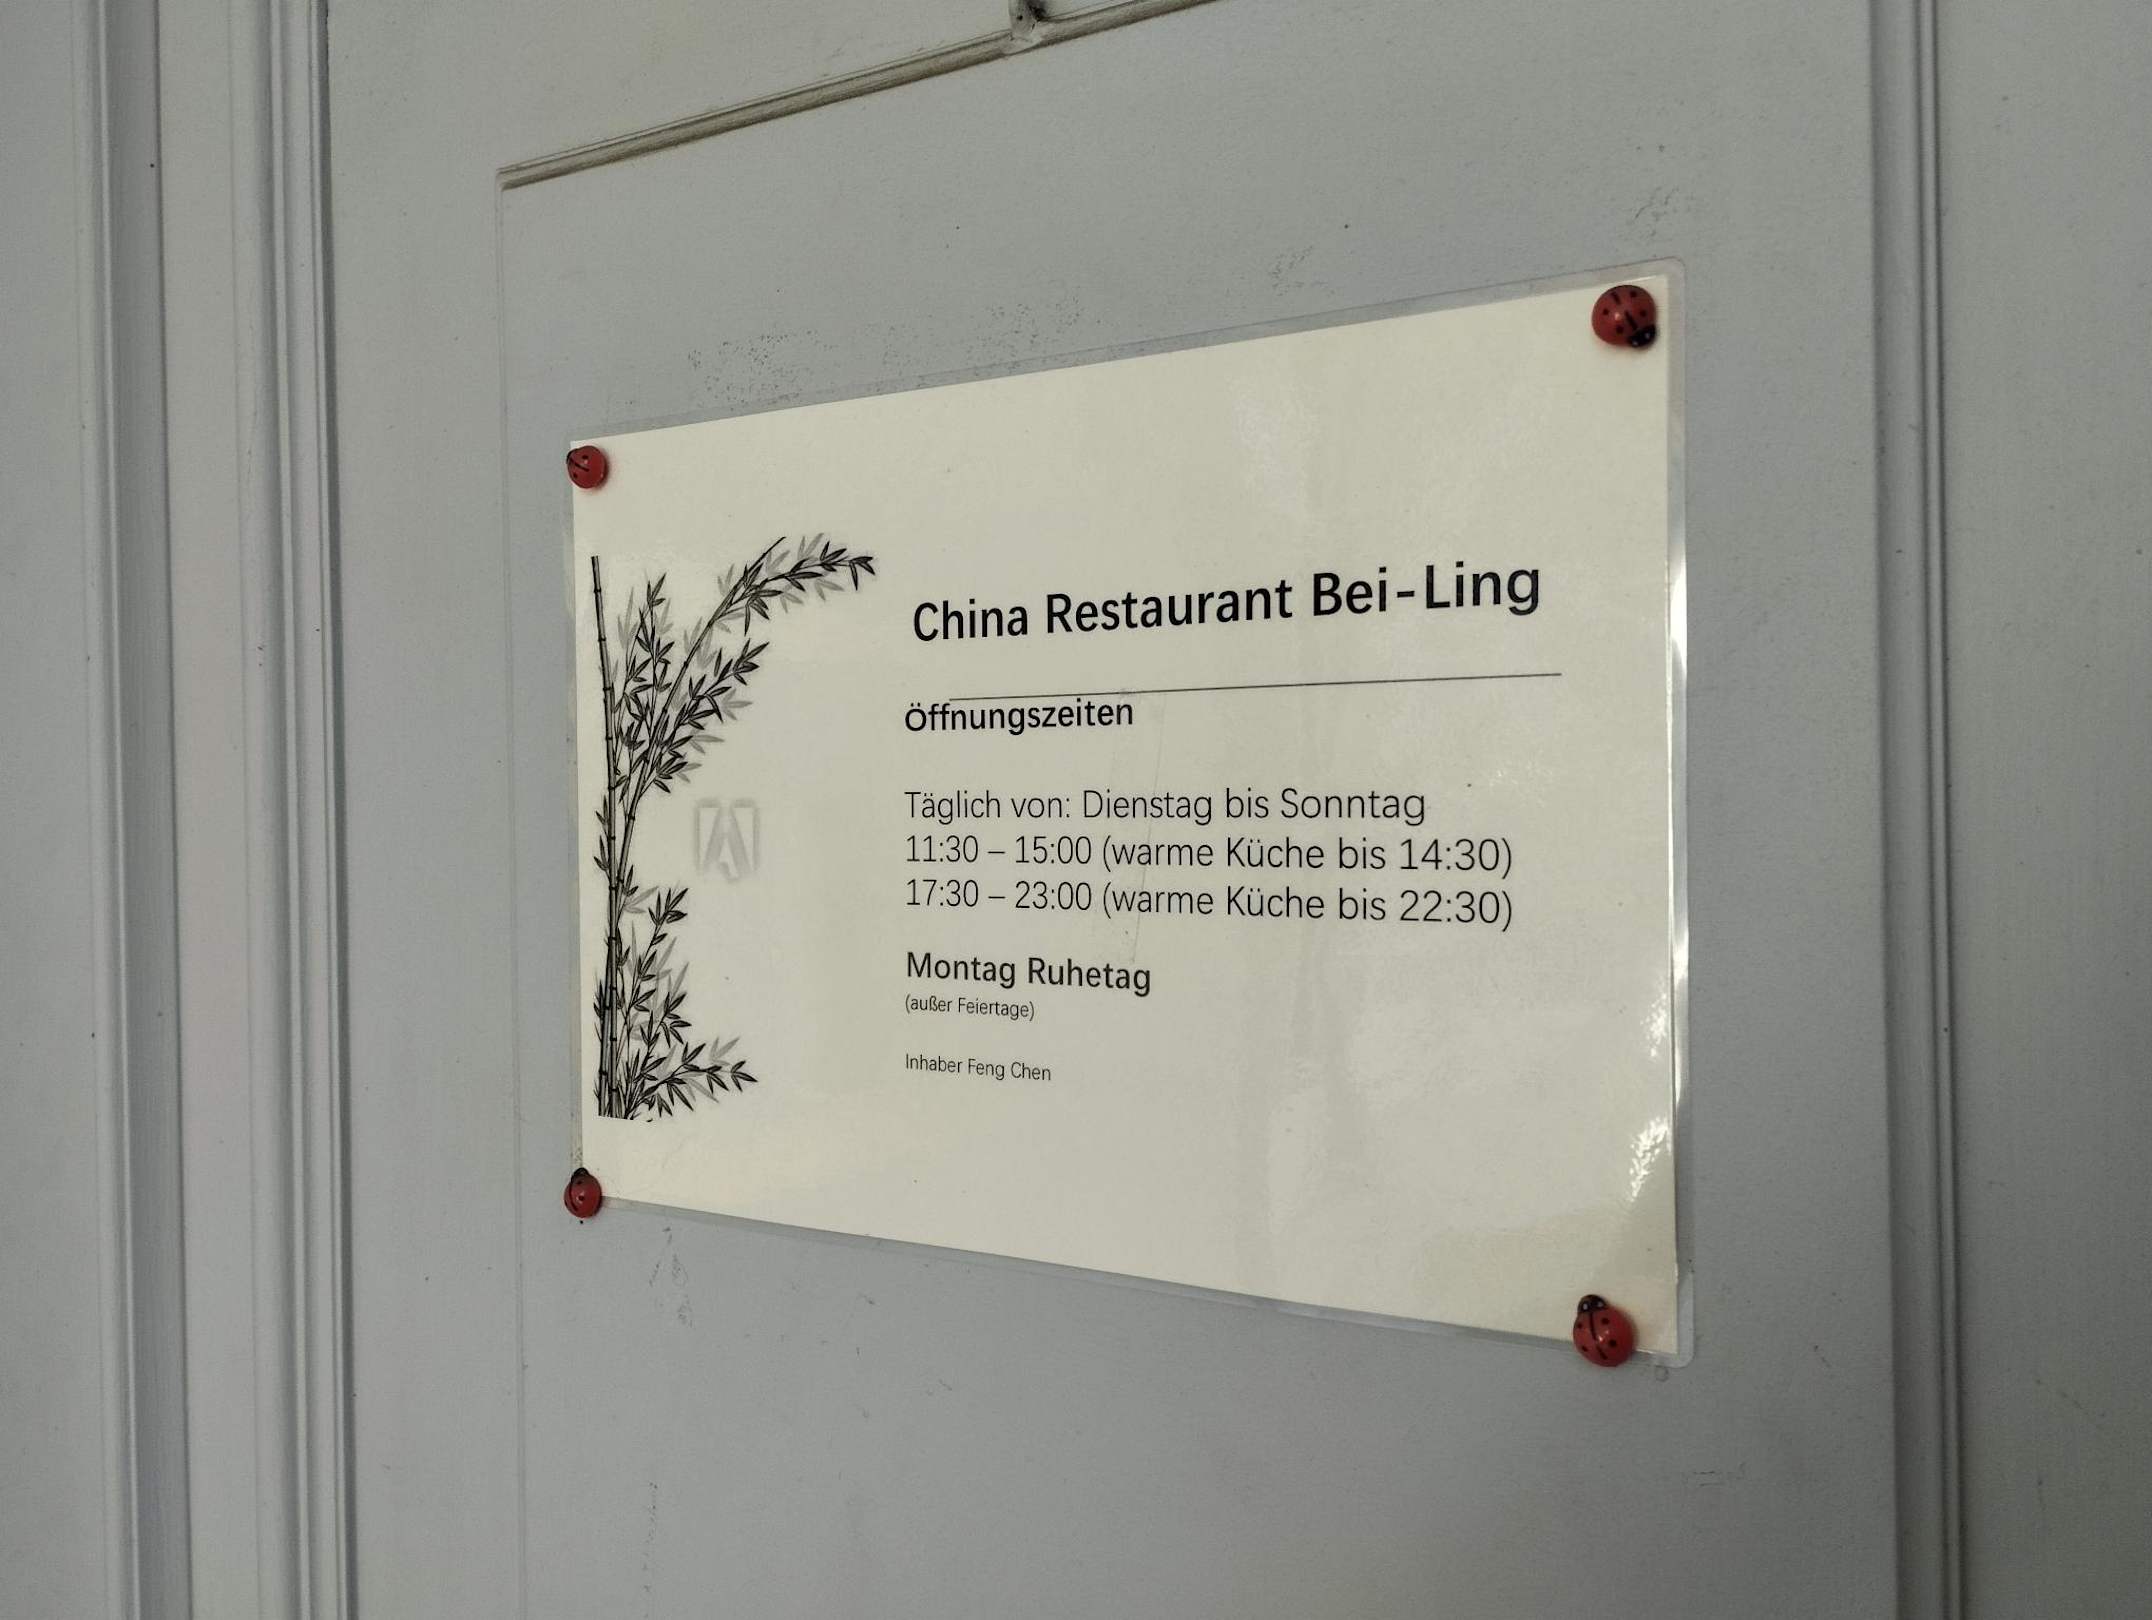 China Restaurant Bei-Ling
Öffnungszeiten
Täglich von: Dienstag bis Sonntag
11:30 – 15:00 (warme Küche bis 14:30)
17:30 – 23:00 (warme Küche bis 22:30)
Montag Ruhetag
(außer Feiertage)
Inhaber Feng Chen